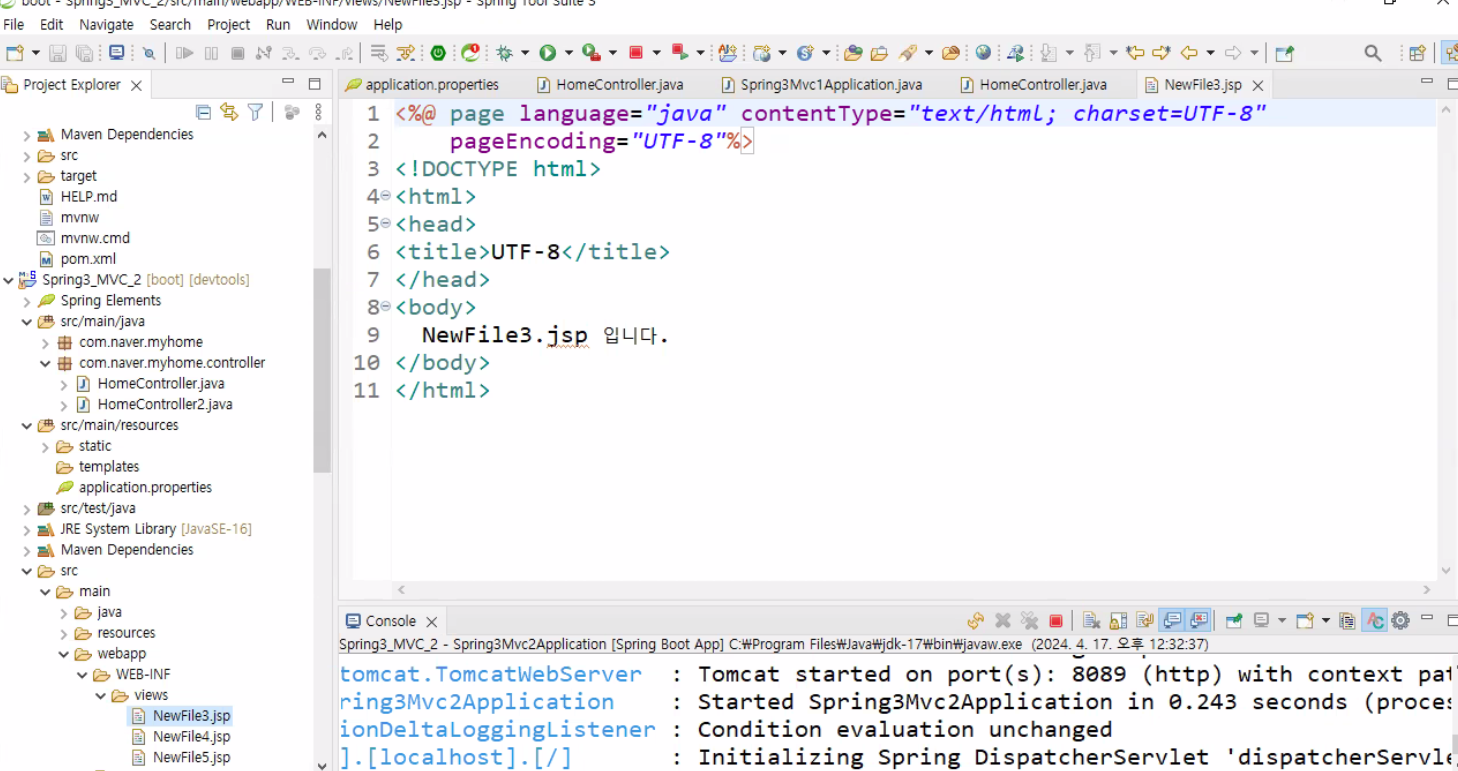 boot - Spring3_MVC_2/src/main/webapp/WEB-INF/views/NewFile3.jsp - Spring Tool Suite 3
File Edit Navigate Search Project Run Window Help
Project Explorer
Maven Dependencies
src
target
HELP.md
mvnw
mvnw.cmd
pom.xml
Spring3_MVC_2 [boot] [devtools]
Spring Elements
src/main/java
com.naver.myhome
com.naver.myhome.controller
HomeController.java
HomeController2.java
src/main/resources
static
templates
application.properties
src/test/java
JRE System Library [JavaSE-16]
Maven Dependencies
src
main
java
resources
webapp
WEB-INF
views
NewFile3.jsp
NewFile4.jsp
NewFile5.jsp
application.properties HomeController.java Spring3Mvc1Application.java HomeController.java NewFile3.jsp
1 <%@ page language="java" contentType="text/html; charset=UTF-8"
2 pageEncoding="UTF-8"%>
3 <!DOCTYPE html>
4 <html>
5 <head>
6 <title>UTF-8</title>
7 </head>
8 <body>
9 NewFile3.jsp 입니다.
10 </body>
11 </html>
Console
Spring3_MVC_2 - Spring3Mvc2Application [Spring Boot App] C:₩Program Files₩Java₩jdk-17₩bin₩javaw.exe (2024. 4. 17. 오후 12:32:37)
tomcat.TomcatWebServer : Tomcat started on port(s): 8089 (http) with context pat
ring3Mvc2Application : Started Spring3Mvc2Application in 0.243 seconds (proces
ionDeltaLoggingListener : Condition evaluation unchanged
].[localhost].[/] : Initializing Spring DispatcherServlet 'dispatcherServle